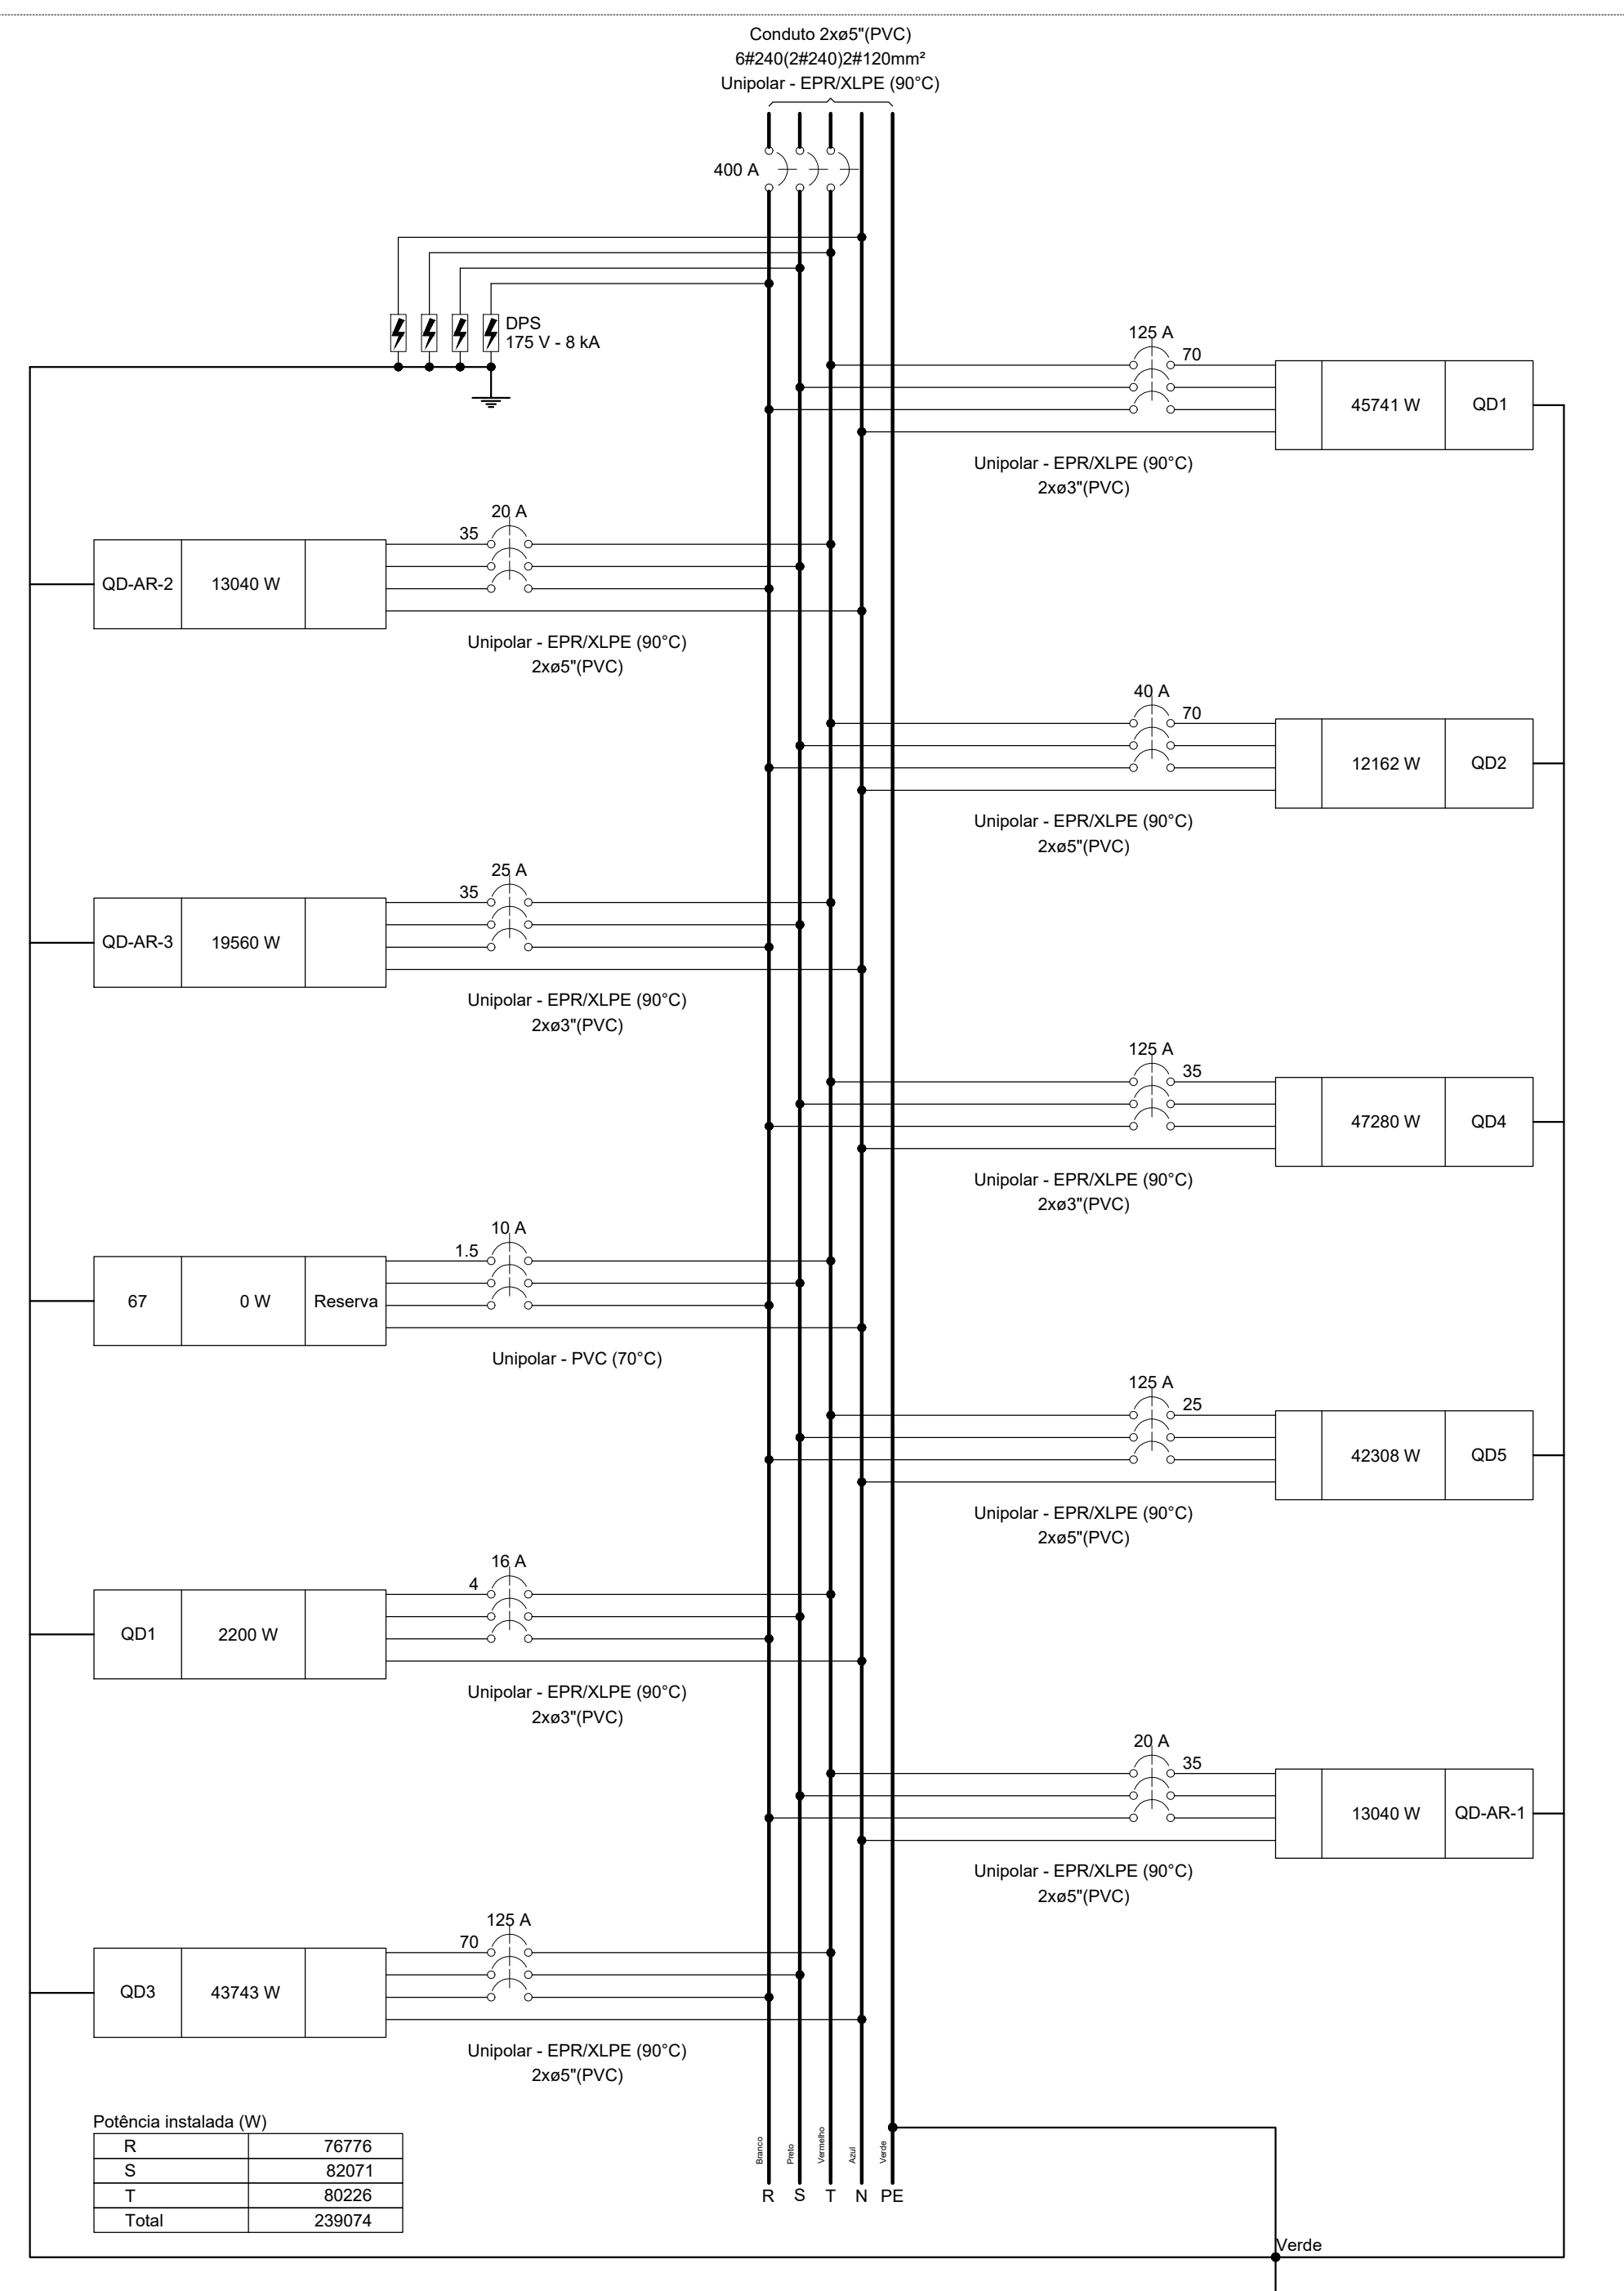 Conduto 2xø5"(PVC)
6#240(2#240)2#120mm²
Unipolar - EPR/XLPE (90°C)
400 A
DPS
175 V - 8 kA
125 A
70
45741 W
QD1
Unipolar - EPR/XLPE (90°C)
2xø3"(PVC)
20 A
35
QD-AR-2
13040 W
Unipolar - EPR/XLPE (90°C)
2xø5"(PVC)
40 A
70
12162 W
QD2
Unipolar - EPR/XLPE (90°C)
2xø5"(PVC)
25 A
35
QD-AR-3
19560 W
Unipolar - EPR/XLPE (90°C)
2xø3"(PVC)
125 A
35
47280 W
QD4
Unipolar - EPR/XLPE (90°C)
2xø3"(PVC)
10 A
1.5
67
0 W
Reserva
Unipolar - PVC (70°C)
125 A
25
42308 W
QD5
Unipolar - EPR/XLPE (90°C)
2xø5"(PVC)
16 A
4
QD1
2200 W
Unipolar - EPR/XLPE (90°C)
2xø3"(PVC)
20 A
35
13040 W
QD-AR-1
Unipolar - EPR/XLPE (90°C)
2xø5"(PVC)
125 A
70
QD3
43743 W
Unipolar - EPR/XLPE (90°C)
2xø5"(PVC)
Potência instalada (W)
R 76776
S 82071
T 80226
Total 239074
Branco
Preto
Vermelho
Azul
Verde
R S T N PE
Verde